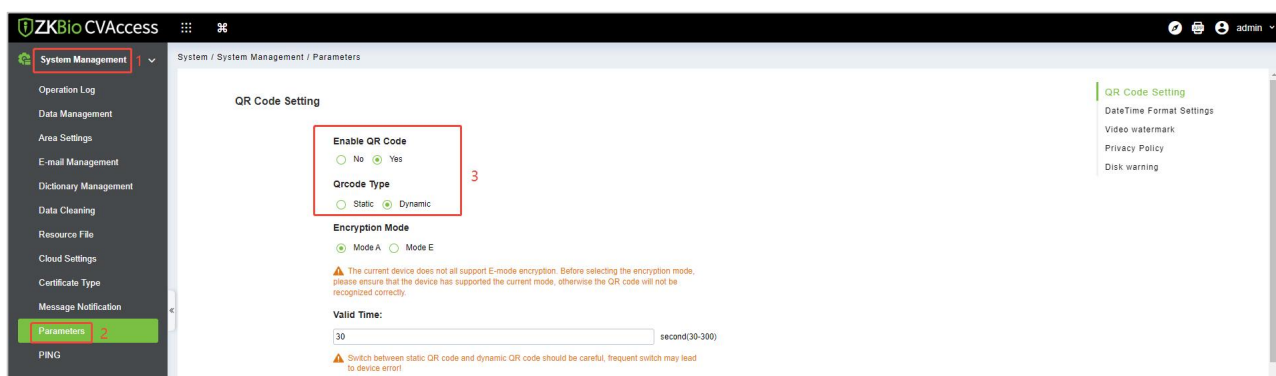 ZKBio CVAccess
admin
System Management 1
Operation Log
Data Management
Area Settings
E-mail Management
Dictionary Management
Data Cleaning
Resource File
Cloud Settings
Certificate Type
Message Notification
Parameters 2
PING
System / System Management / Parameters
QR Code Setting
Enable QR Code
No Yes
3
Qrcode Type
Static Dynamic
Encryption Mode
Mode A Mode E
The current device does not all support E-mode encryption. Before selecting the encryption mode,
please ensure that the device has supported the current mode, otherwise the QR code will not be
recognized correctly.
Valid Time:
30 second(30-300)
Switch between static QR code and dynamic QR code should be careful, frequent switch may lead
to device error!
QR Code Setting
DateTime Format Settings
Video watermark
Privacy Policy
Disk warning